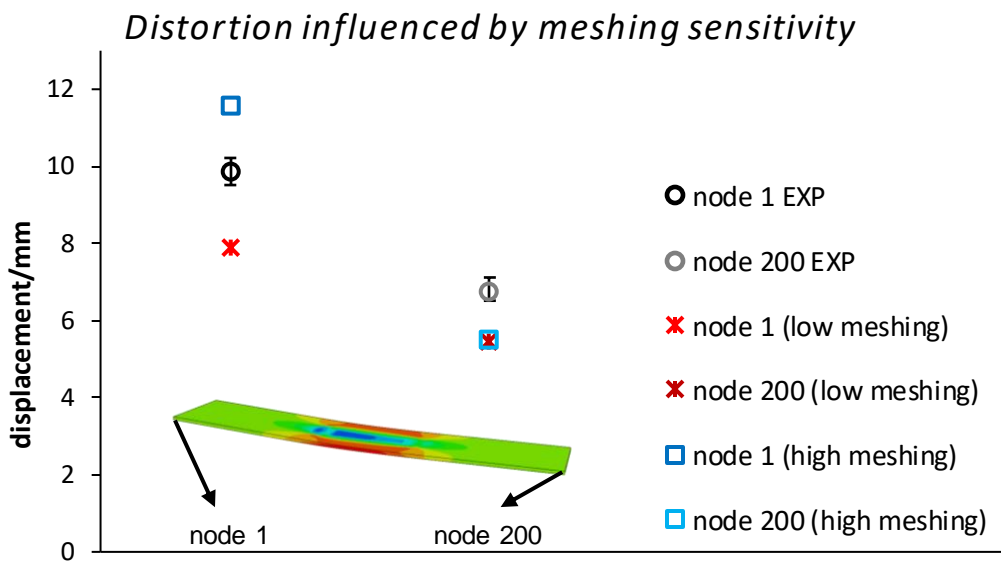 Distortion influenced by meshing sensitivity
displacement/mm
12
10
8
6
4
2
0
node 1
node 200
node 1 EXP
node 200 EXP
node 1 (low meshing)
node 200 (low meshing)
node 1 (high meshing)
node 200 (high meshing)